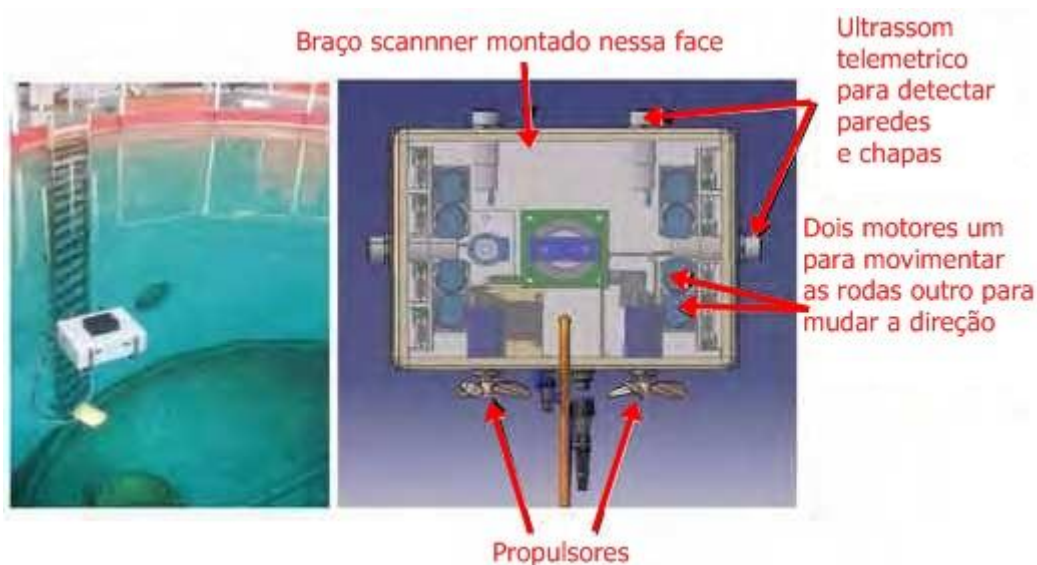 Braço scannner montado nessa face
Ultrassom
telemetrico
para detectar
paredes
e chapas
Dois motores um
para movimentar
as rodas outro para
mudar a direção
Propulsores